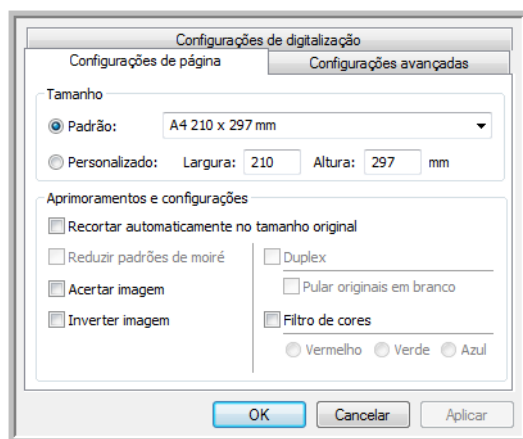 Configurações de digitalização
Configurações de página Configurações avançadas
Tamanho
Padrão: A4 210 x 297 mm
Personalizado: Largura: 210 Altura: 297 mm
Aprimoramentos e configurações
Recortar automaticamente no tamanho original
Reduzir padrões de moiré Duplex
Pular originais em branco
Acertar imagem
Inverter imagem Filtro de cores
Vermelho Verde Azul
OK Cancelar Aplicar